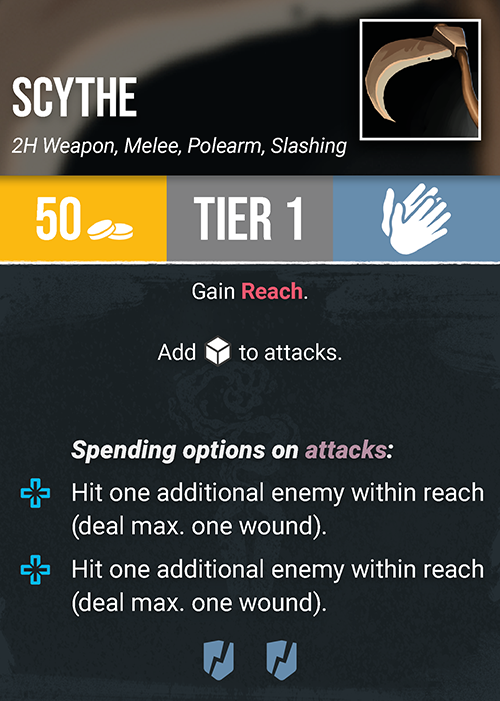 SCYTHE
2H Weapon, Melee, Polearm, Slashing
50
TIER 1
Gain Reach.
Add to attacks.
Spending options on attacks:
Hit one additional enemy within reach
(deal max. one wound).
Hit one additional enemy within reach
(deal max. one wound).